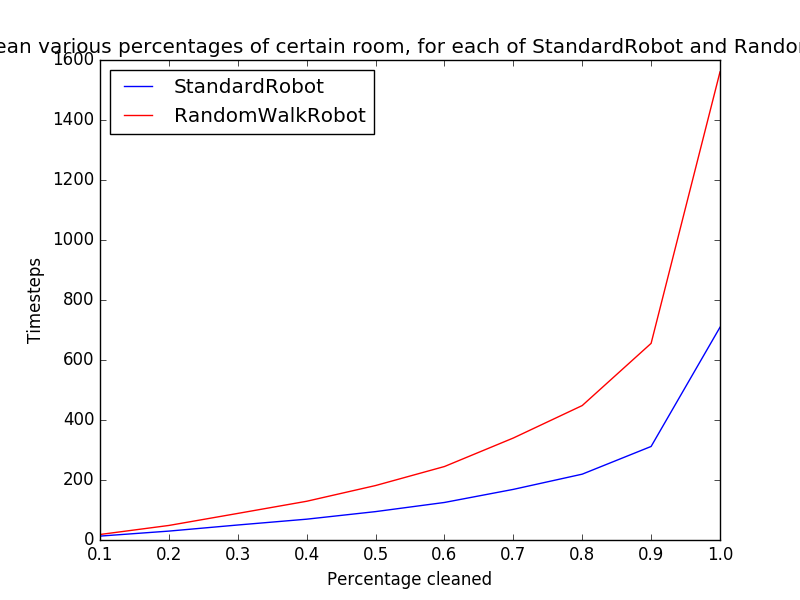 ean various percentages of certain room, for each of StandardRobot and Rando
StandardRobot
RandomWalkRobot
1600
1400
1200
1000
800
600
400
200
0
Timesteps
0.1 0.2 0.3 0.4 0.5 0.6 0.7 0.8 0.9 1.0
Percentage cleaned